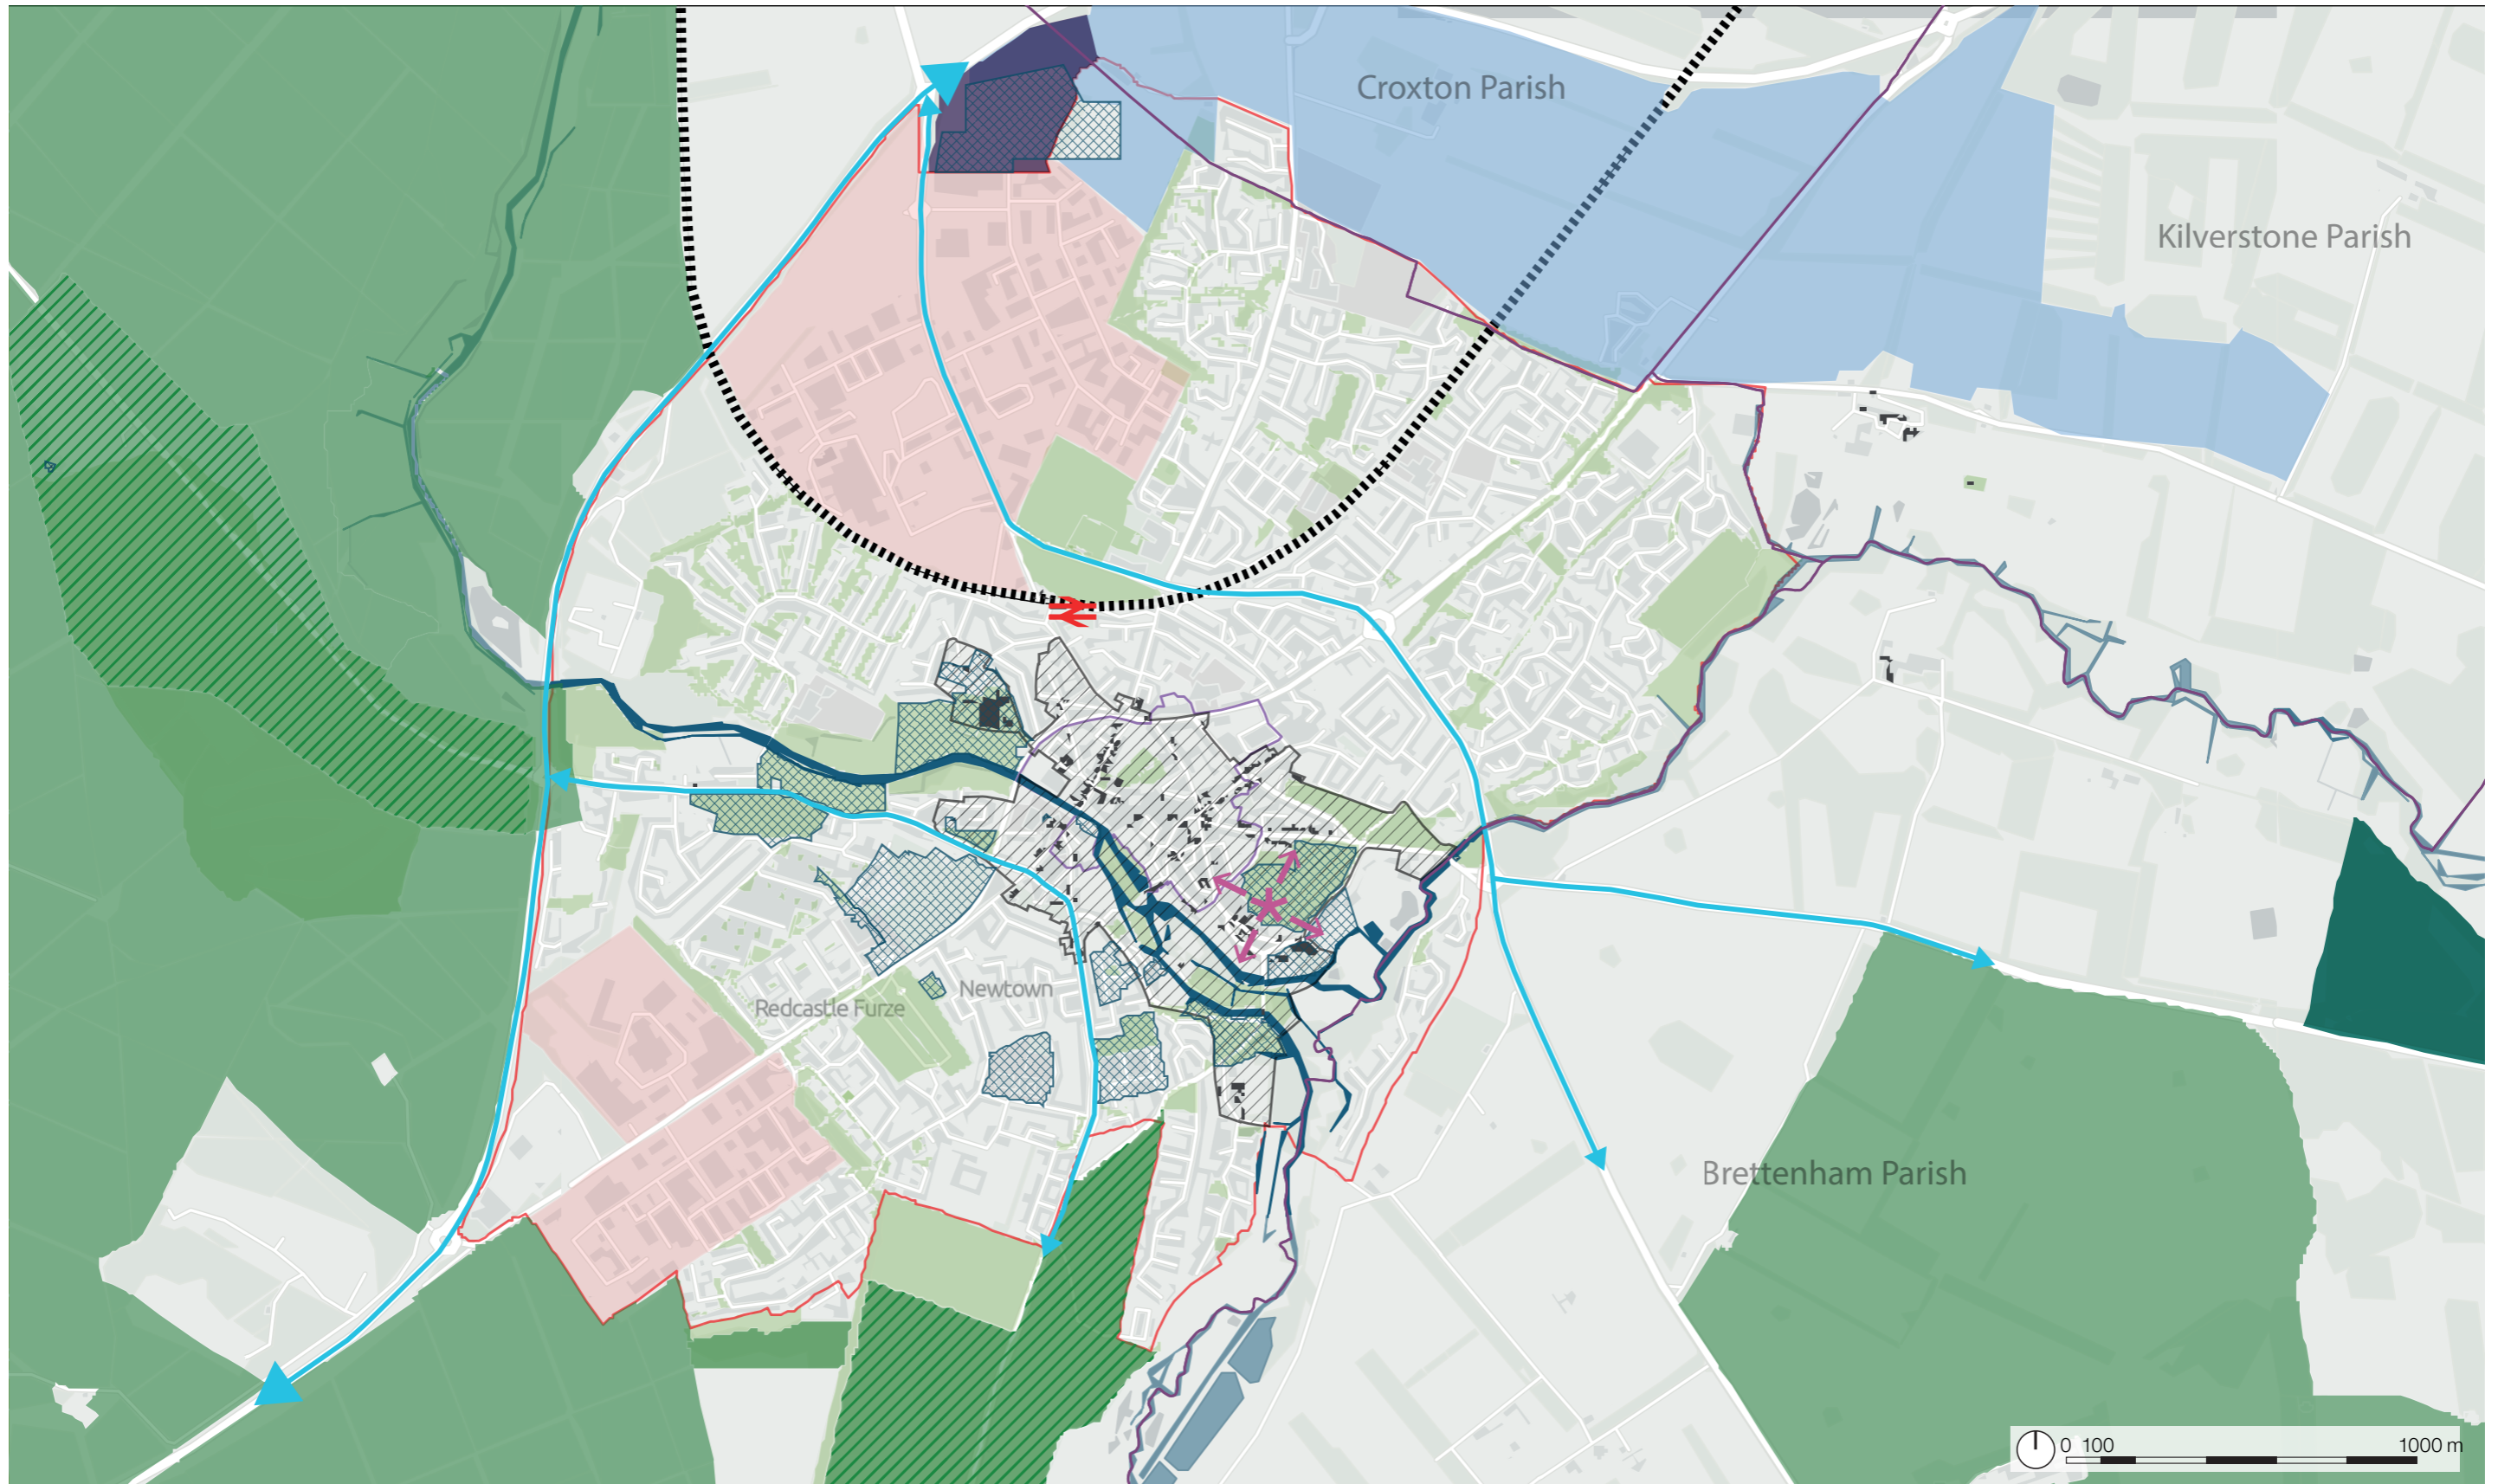 Croxton Parish
Kilverstone Parish
Newtown
Redcastle Furze
Brettenham Parish
0 100 1000 m